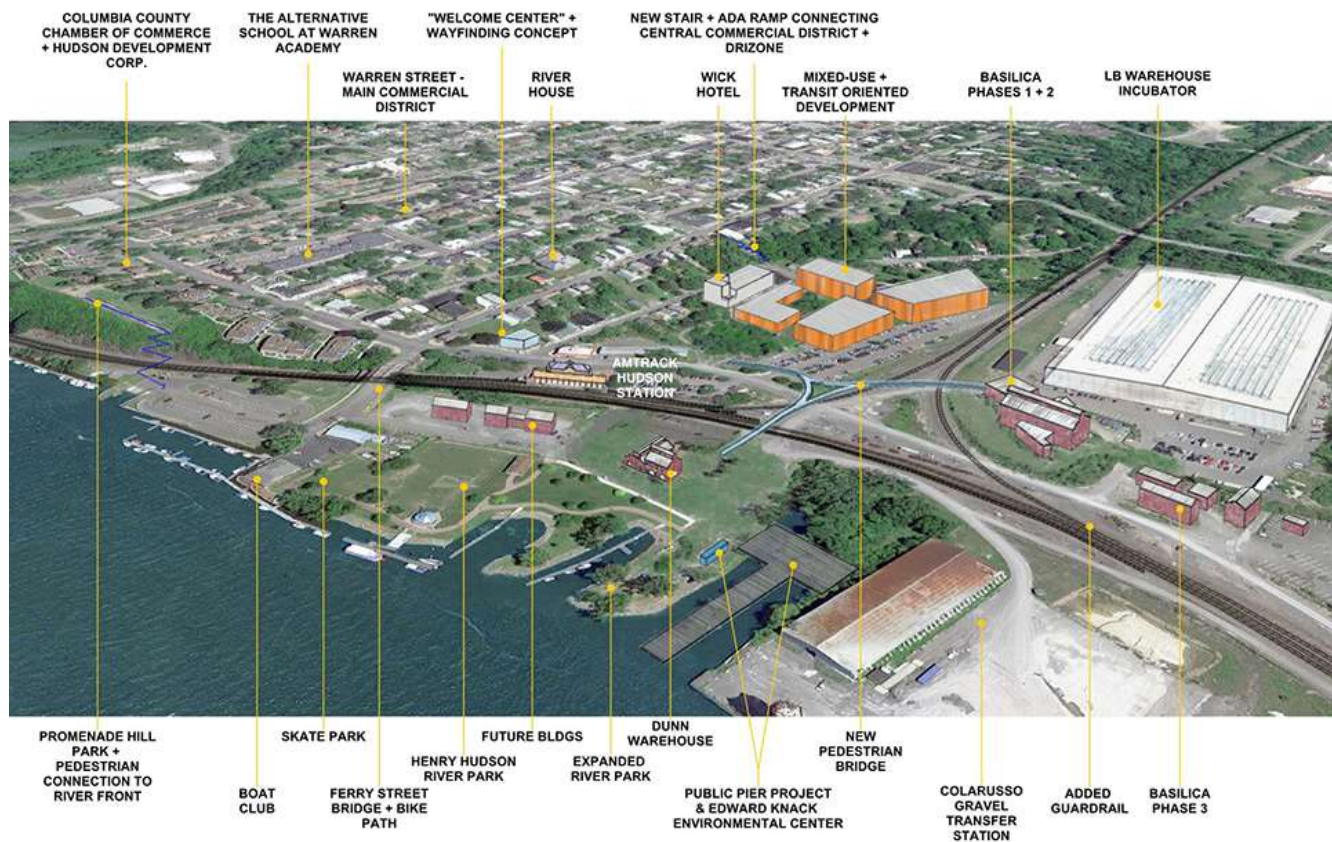 COLUMBIA COUNTY
CHAMBER OF COMMERCE
+ HUDSON DEVELOPMENT
CORP.
THE ALTERNATIVE
SCHOOL AT WARREN
ACADEMY
WARREN STREET -
MAIN COMMERCIAL
DISTRICT
"WELCOME CENTER" +
WAYFINDING CONCEPT
RIVER
HOUSE
NEW STAIR + ADA RAMP CONNECTING
CENTRAL COMMERCIAL DISTRICT +
DRIZONE
WICK
HOTEL
MIXED-USE +
TRANSIT ORIENTED
DEVELOPMENT
BASILICA
PHASES 1 + 2
LB WAREHOUSE
INCUBATOR
AMTRACK
HUDSON
STATION
PROMENADE HILL
PARK +
PEDESTRIAN
CONNECTION TO
RIVER FRONT
BOAT
CLUB
SKATE PARK
FERRY STREET
BRIDGE + BIKE
PATH
HENRY HUDSON
RIVER PARK
FUTURE BLDGS
EXPANDED
RIVER PARK
DUNN
WAREHOUSE
PUBLIC PIER PROJECT
& EDWARD KNACK
ENVIRONMENTAL CENTER
NEW
PEDESTRIAN
BRIDGE
COLARUSSO
GRAVEL
TRANSFER
STATION
ADDED
GUARDRAIL
BASILICA
PHASE 3